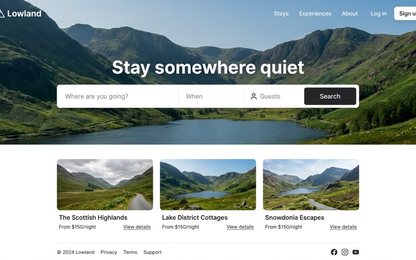 Lowland
Stays Experiences About Log in Sign u
Stay somewhere quiet
Where are you going? When Guests Search
The Scottish Highlands
From $150/night View details
Lake District Cottages
From $150/night View details
Snowdonia Escapes
From $150/night View details
© 2024 Lowland Privacy Terms Support